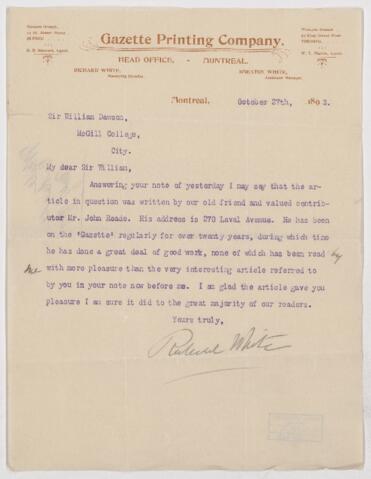 Gazette Printing Company.
HEAD OFFICE, - MONTREAL.
RICHARD WHITE,
Managing Director.
SMEATON WHITE,
Assistant Manager.
Montreal, October 27th, 1893.
Sir William Dawson,
McGill College,
City.
My dear Sir William,
Answering your note of yesterday I may say that the art-
icle in question was written by our old friend and valued contrib-
utor Mr. John Reade. His address is 270 Laval Avenue. He has been
on the "Gazette" regularly for over twenty years, during which time
he has done a great deal of good work, none of which has been read by
me with more pleasure than the very interesting article referred to
by you in your note now before me. I am glad the article gave you
pleasure I am sure it did to the great majority of our readers.
Yours truly,
Richard White